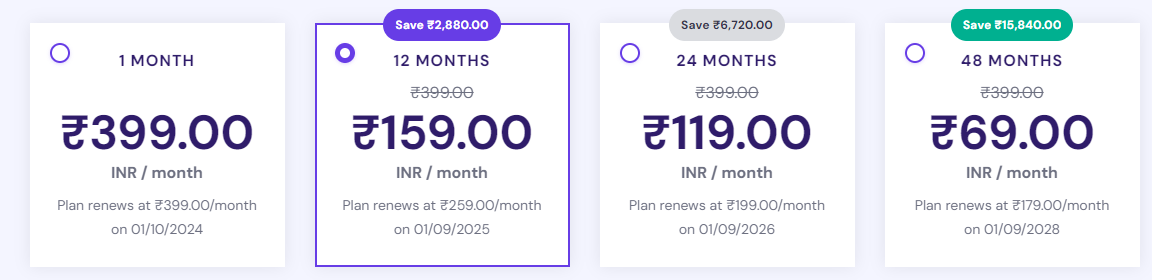 1 MONTH
₹399.00
INR / month
Plan renews at ₹399.00/month
on 01/10/2024
Save ₹2,880.00
12 MONTHS
₹399.00
₹159.00
INR / month
Plan renews at ₹259.00/month
on 01/09/2025
Save ₹6,720.00
24 MONTHS
₹399.00
₹119.00
INR / month
Plan renews at ₹199.00/month
on 01/09/2026
Save ₹15,840.00
48 MONTHS
₹399.00
₹69.00
INR / month
Plan renews at ₹179.00/month
on 01/09/2028